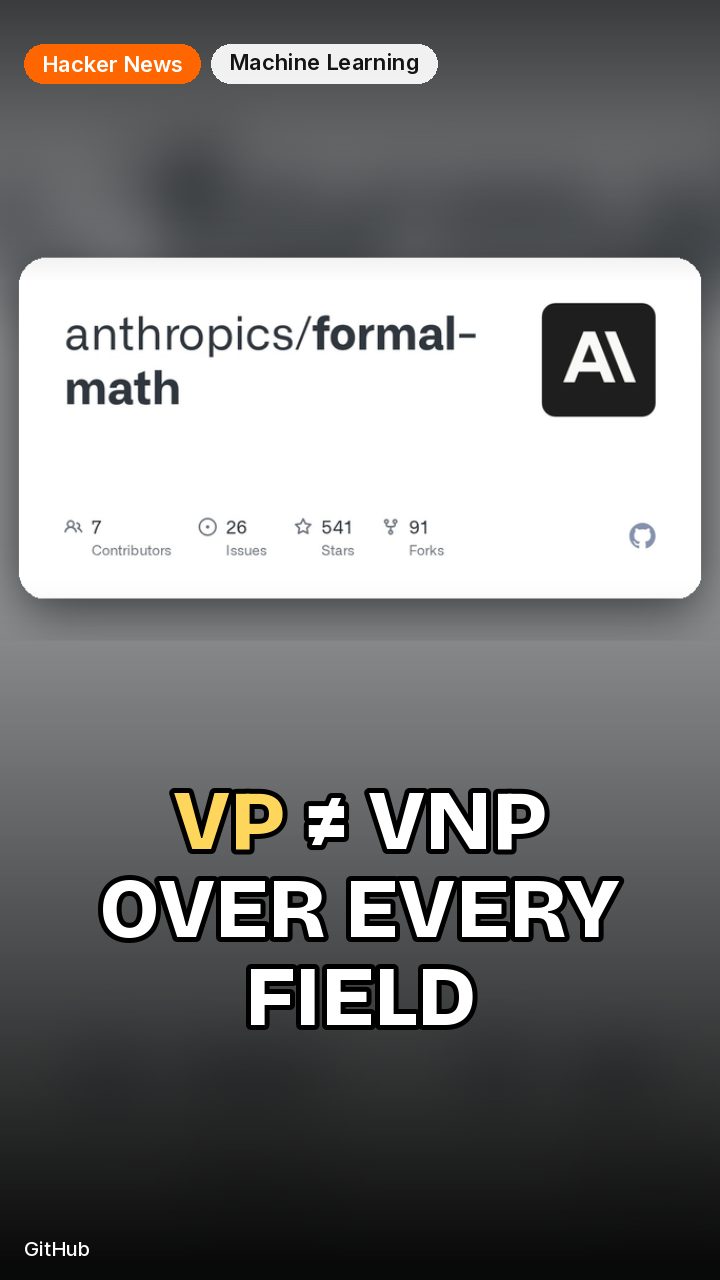 Hacker News
Machine Learning
anthropics/formal-
math
7
Contributors
26
Issues
541
Stars
91
Forks
VP ≠ VNP
OVER EVERY
FIELD
GitHub